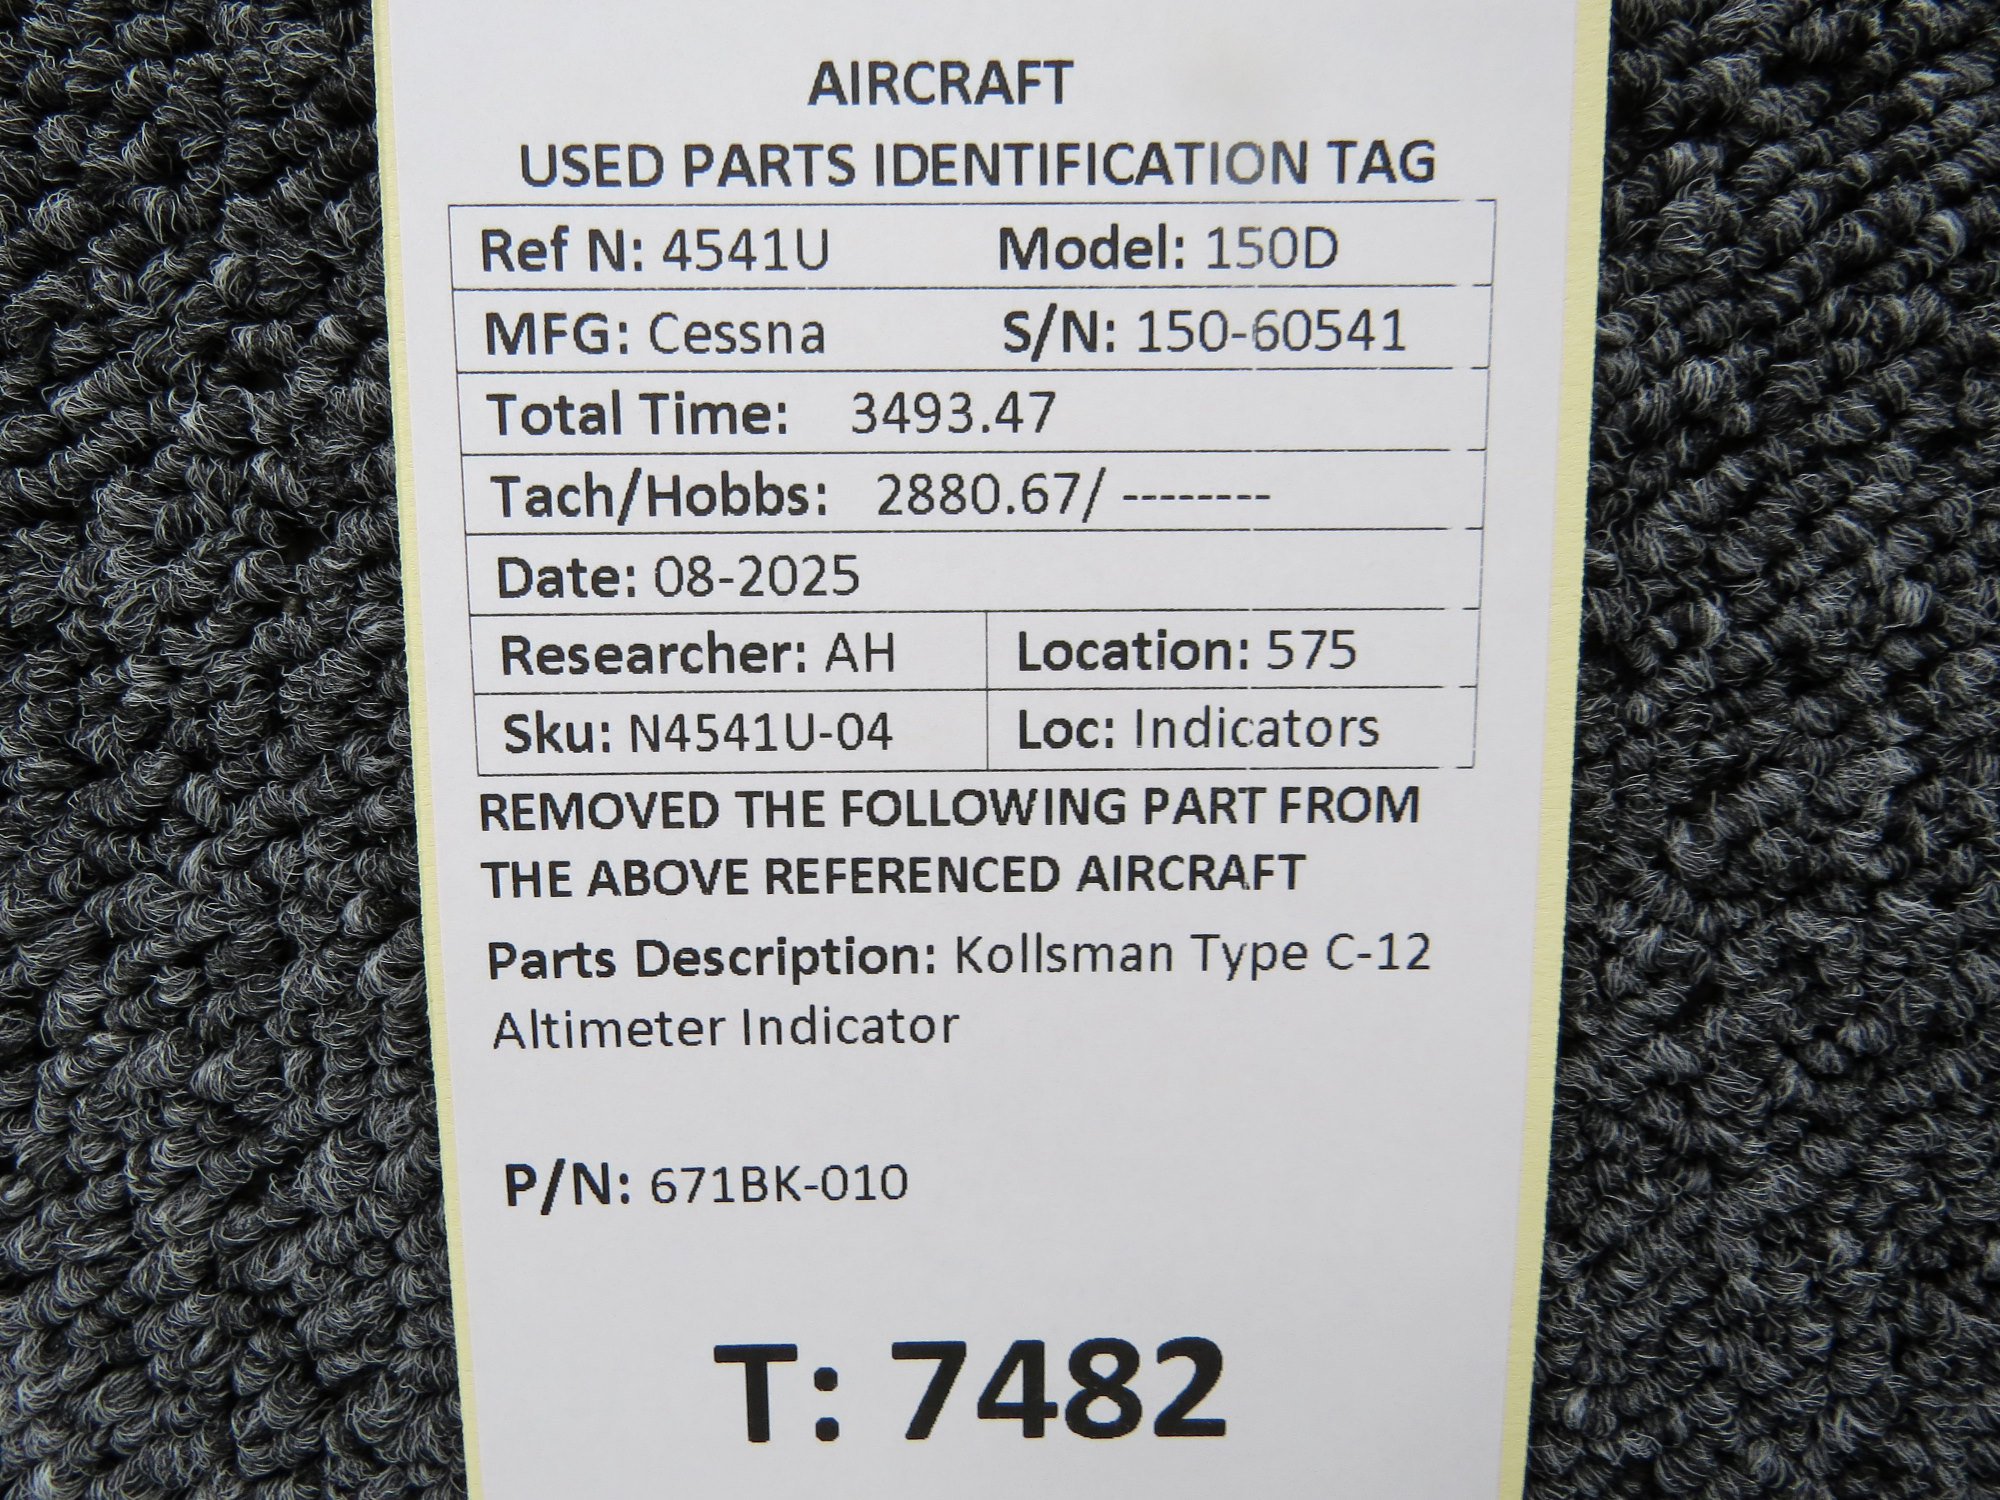 AIRCRAFT
USED PARTS IDENTIFICATION TAG
Ref N: 4541U Model: 150D
MFG: Cessna S/N: 150-60541
Total Time: 3493.47
Tach/Hobbs: 2880.67/ --------
Date: 08-2025
Researcher: AH Location: 575
Sku: N4541U-04 Loc: Indicators
REMOVED THE FOLLOWING PART FROM
THE ABOVE REFERENCED AIRCRAFT
Parts Description: Kollsman Type C-12
Altimeter Indicator
P/N: 671BK-010
T: 7482